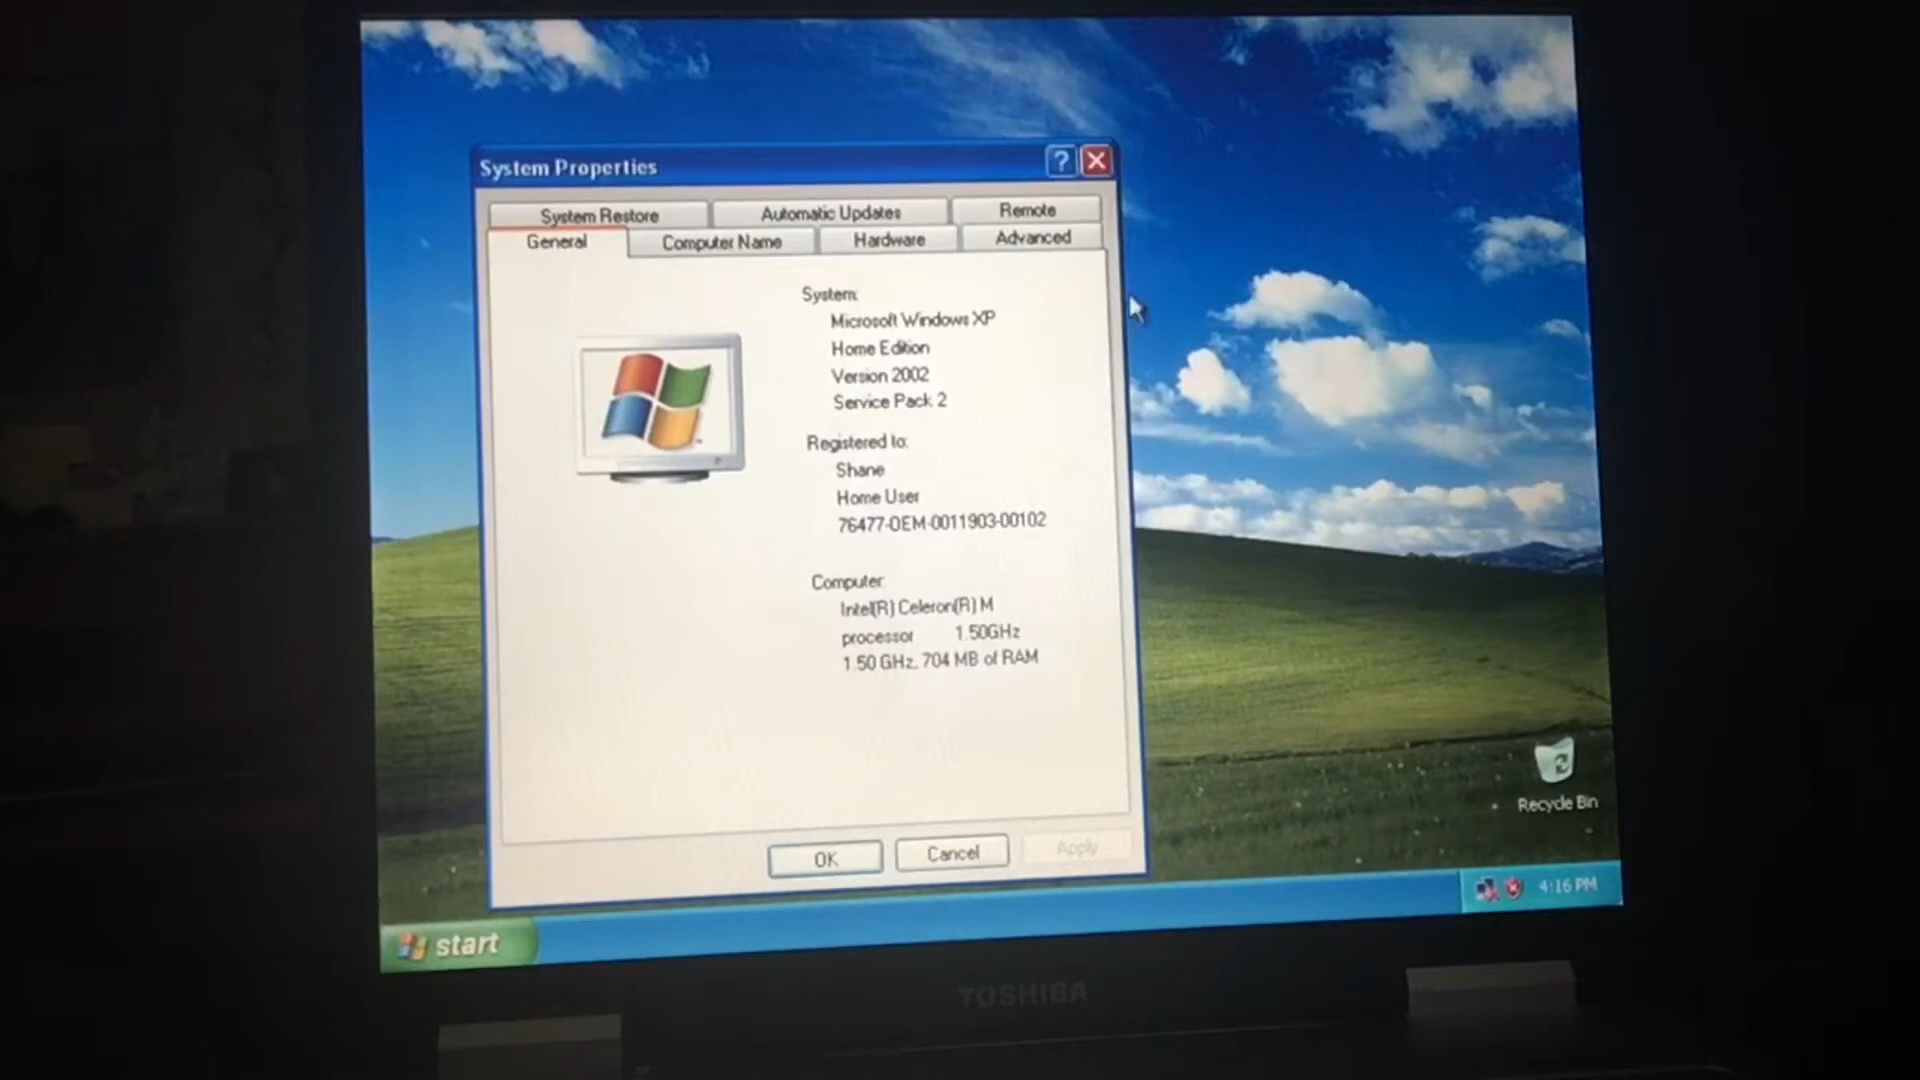 System Properties
System Restore
Automatic Updates
Remote
General
Computer Name
Hardware
Advanced
System:
Microsoft Windows XP
Home Edition
Version 2002
Service Pack 2
Registered to:
Shane
Home User
76477-OEM-0011903-00102
Computer:
Intel(R) Celeron(R) M
processor 1.50GHz
1.50 GHz, 704 MB of RAM
Recycle Bin
OK
Cancel
Apply
4:16 PM
start
TOSHIBA